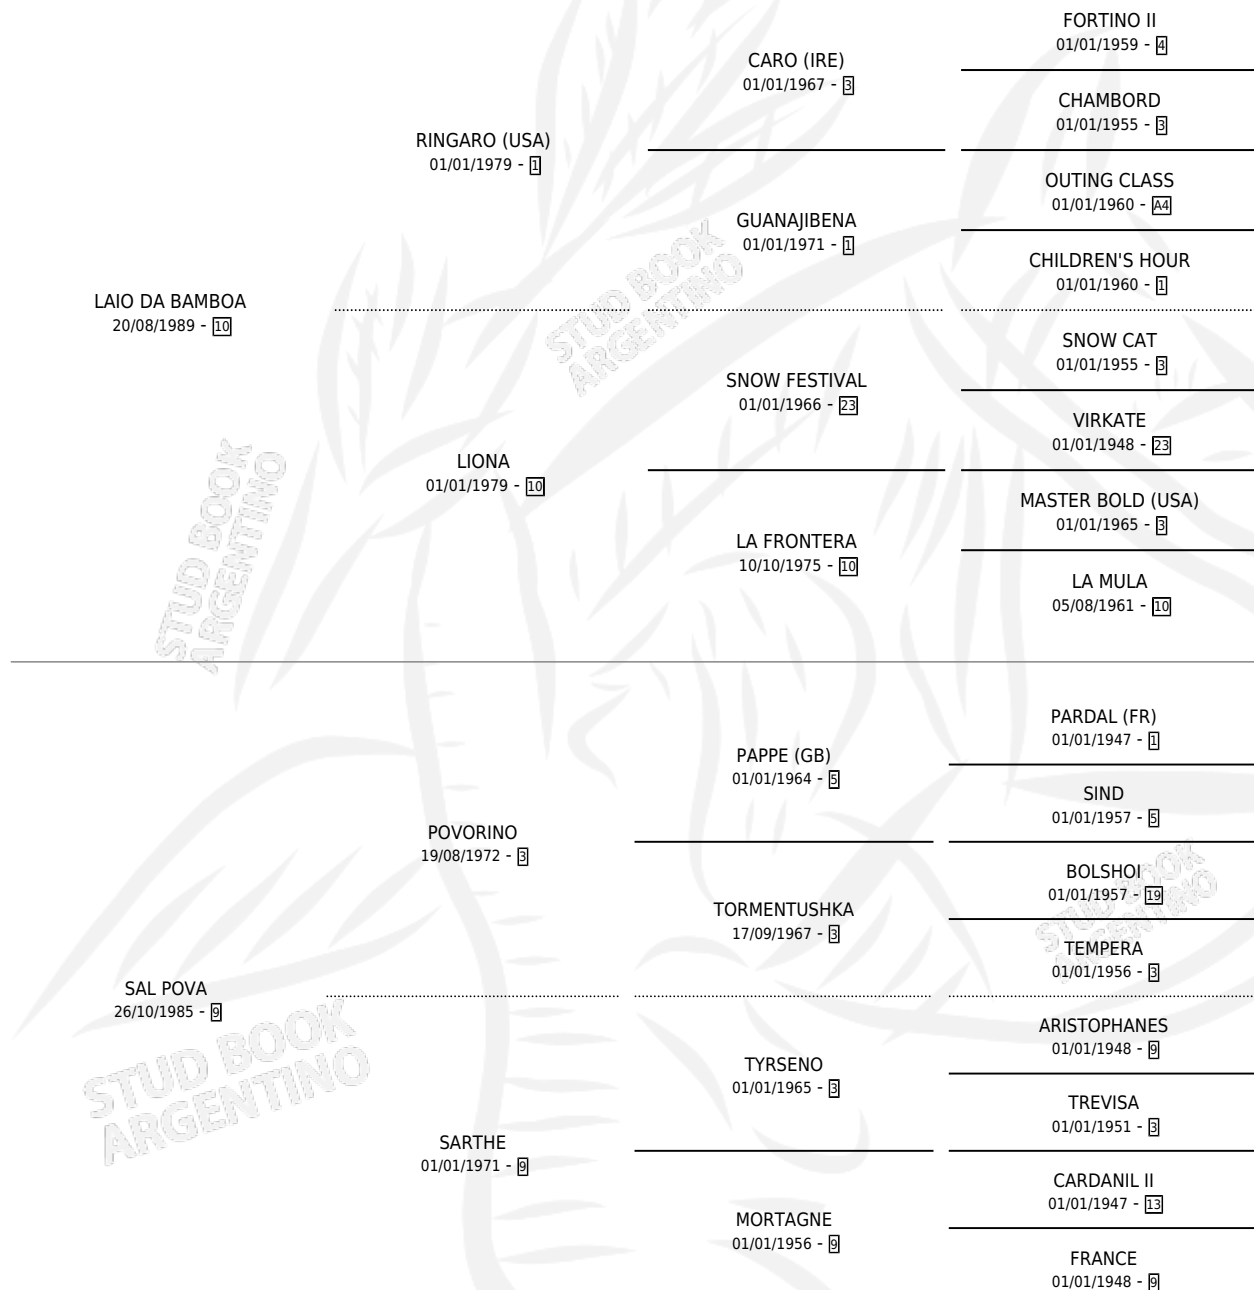 FORTINO II
01/01/1959 - 4
CARO (IRE)
01/01/1967 - 3
CHAMBORD
01/01/1955 - 3
RINGARO (USA)
01/01/1979 - 1
OUTING CLASS
01/01/1960 - A4
GUANAJIBENA
01/01/1971 - 1
CHILDREN'S HOUR
01/01/1960 - 1
LAIO DA BAMBOA
20/08/1989 - 10
STUD BOOK
ARGENTINO
SNOW CAT
01/01/1955 - 3
SNOW FESTIVAL
01/01/1966 - 23
VIRKATE
01/01/1948 - 23
LIONA
01/01/1979 - 10
MASTER BOLD (USA)
01/01/1965 - 3
LA FRONTERA
10/10/1975 - 10
LA MULA
05/08/1961 - 10
STUD BOOK
ARGENTINO
PARDAL (FR)
01/01/1947 - 1
PAPPE (GB)
01/01/1964 - 5
SIND
01/01/1957 - 5
POVORINO
19/08/1972 - 3
BOLSHOI
01/01/1957 - 19
TORMENTUSHKA
17/09/1967 - 3
STUD BOOK
ARGENTINO
TEMPERA
01/01/1956 - 3
SAL POVA
26/10/1985 - 9
STUD BOOK
ARGENTINO
ARISTOPHANES
01/01/1948 - 9
TYRSENO
01/01/1965 - 3
TREVISA
01/01/1951 - 3
SARTHE
01/01/1971 - 9
CARDANIL II
01/01/1947 - 13
MORTAGNE
01/01/1956 - 9
FRANCE
01/01/1948 - 9